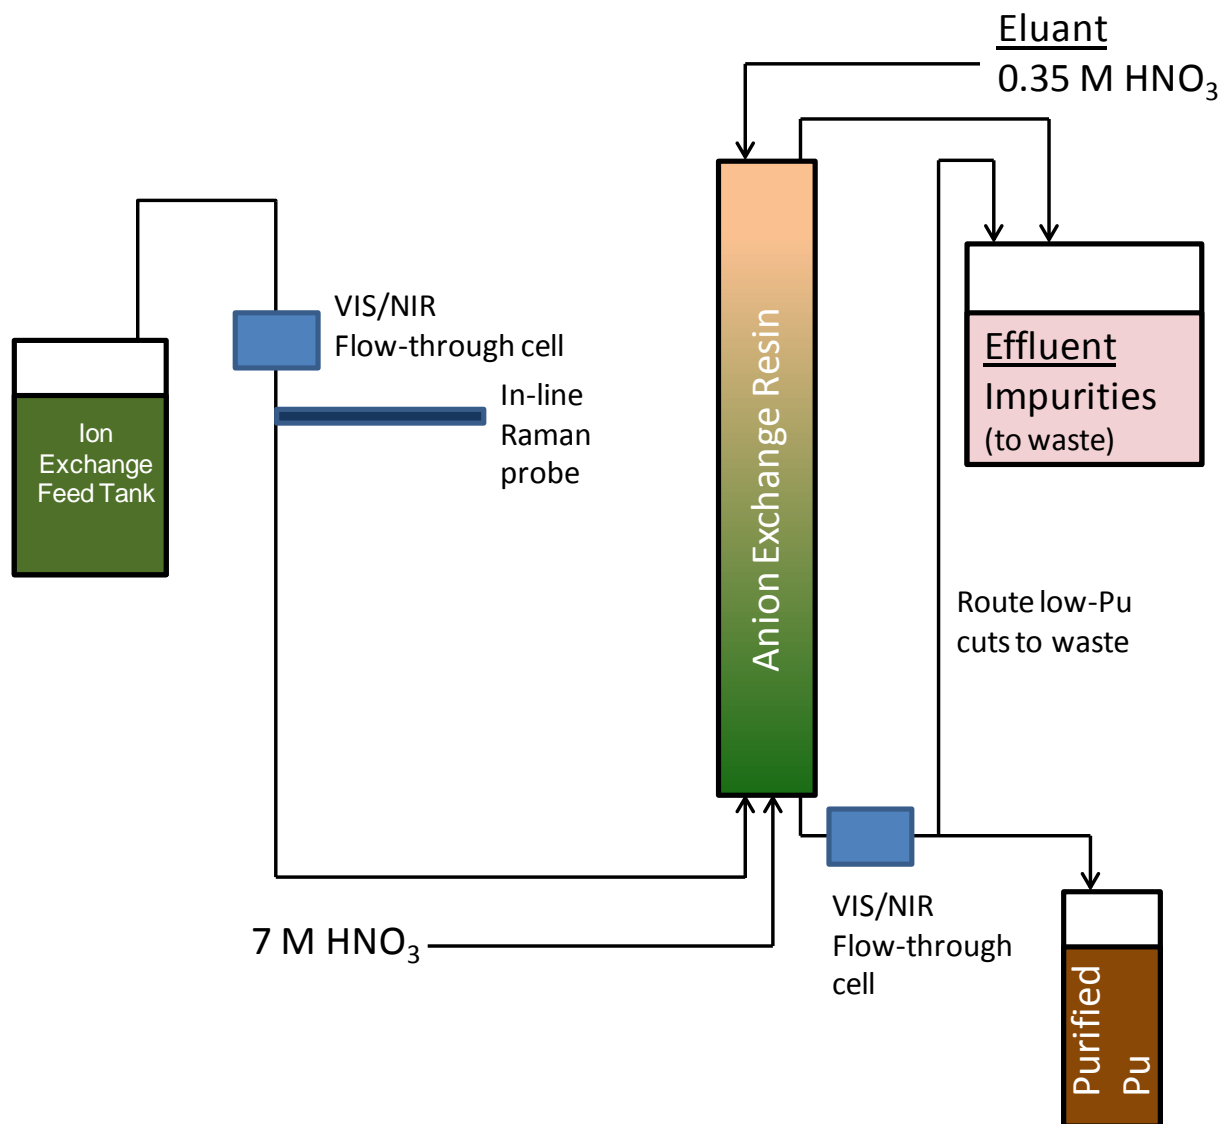 Eluant
0.35 M HNO₃
VIS/NIR
Flow-through cell
In-line
Raman
probe
Ion
Exchange
Feed Tank
Anion Exchange Resin
Effluent
Impurities
(to waste)
Route low-Pu
cuts to waste
7 M HNO₃
VIS/NIR
Flow-through
cell
Purified
Pu